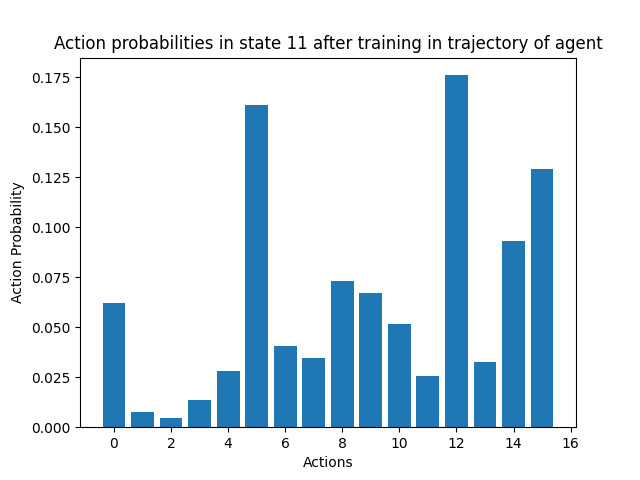 Action probabilities in state 11 after training in trajectory of agent
0.175
0.150
0.125
0.100
0.075
0.050
0.025
0.000
Action Probability
0 2 4 6 8 10 12 14 16
Actions